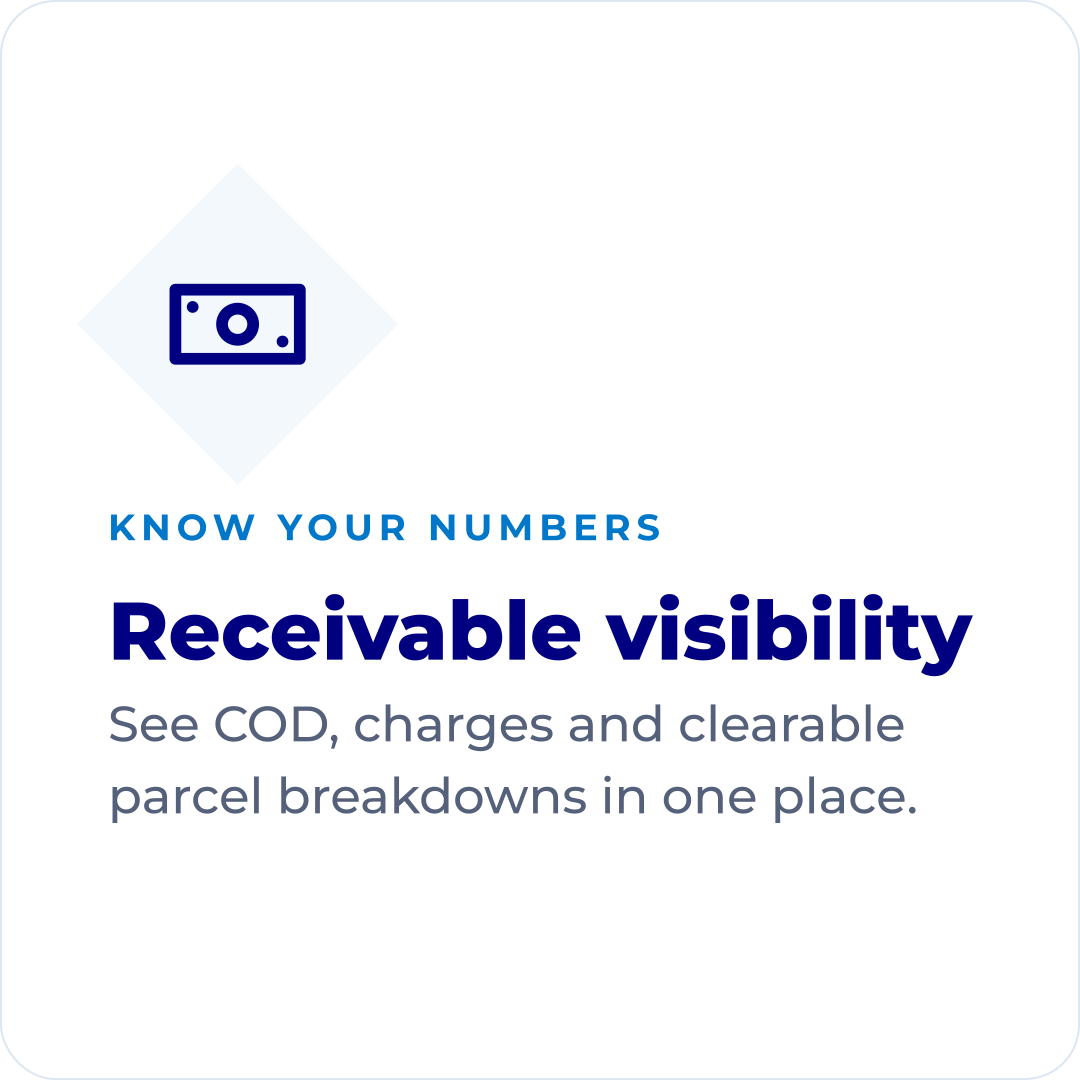 KNOW YOUR NUMBERS
Receivable visibility
See COD, charges and clearable
parcel breakdowns in one place.